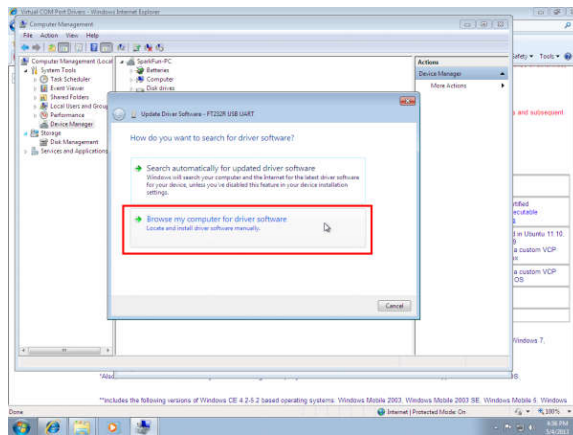 Virtual COM Port Drivers - Windows Internet Explorer
Computer Management
File Action View Help
Computer Management (Local
System Tools
Task Scheduler
Event Viewer
Shared Folders
Local Users and Group
Performance
Device Manager
Storage
Disk Management
Services and Applications
SparkFun-PC
Batteries
Computer
Disk drives
Actions
Device Manager
More Actions
Safety Tools
s and subsequent
Update Driver Software - FT232R USB UART
How do you want to search for driver software?
Search automatically for updated driver software
Windows will search your computer and the Internet for the latest driver software
for your device, unless you've disabled this feature in your device installation
settings.
Browse my computer for driver software
Locate and install driver software manually.
Cancel
rtified
ecutable
d in Ubuntu 11.10,
a custom VCP
a custom VCP
OS
Windows 7,
*Also
**includes the following versions of Windows CE 4.2-5.2 based operating systems: Windows Mobile 2003, Windows Mobile 2003 SE, Windows Mobile 5, Windows
Done
Internet | Protected Mode: On
100%
4:36 PM
5/4/2013